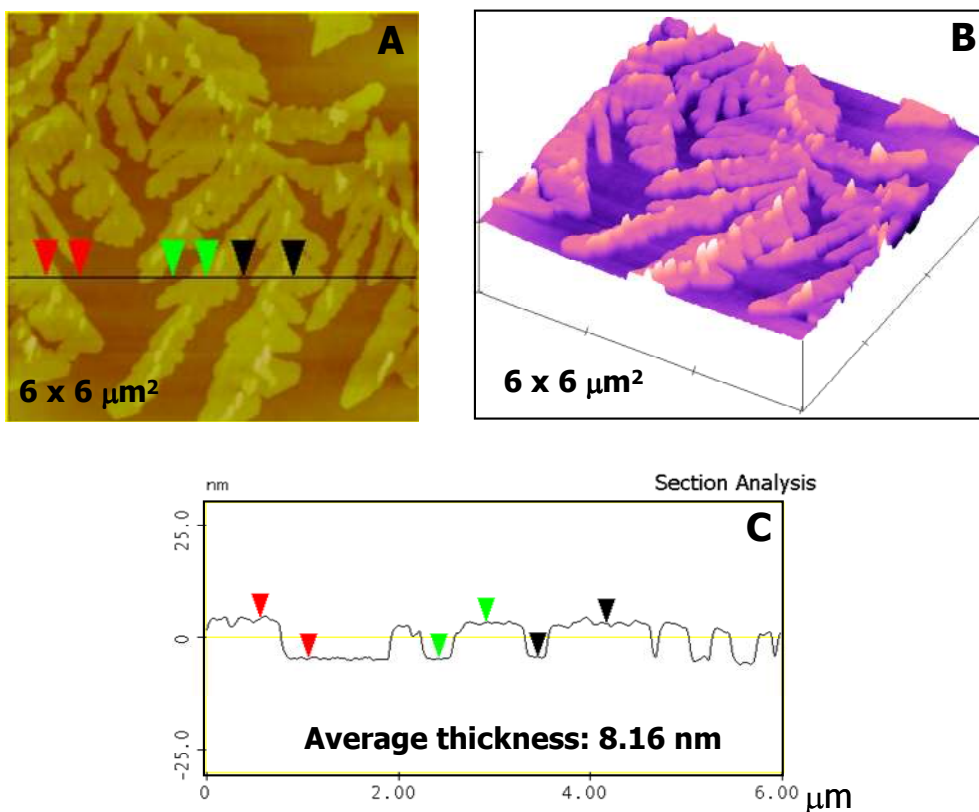 A
6 x 6 μm²
B
6 x 6 μm²
nm
Section Analysis
C
25.0
0
-25.0
Average thickness: 8.16 nm
0
2.00
4.00
6.00
μm